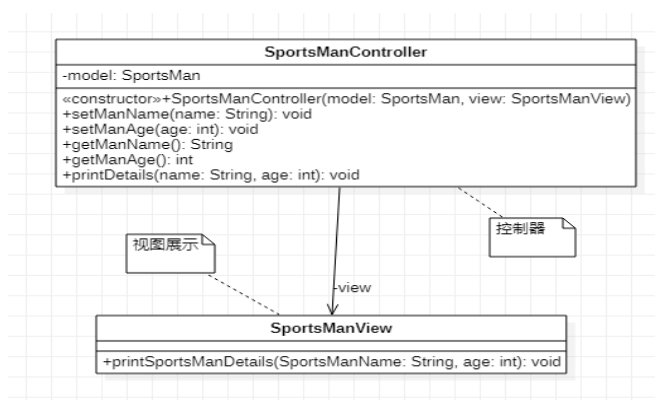 SportsManController
-model: SportsMan
«constructor»+SportsManController(model: SportsMan, view: SportsManView)
+setManName(name: String): void
+setManAge(age: int): void
+getManName(): String
+getManAge(): int
+printDetails(name: String, age: int): void
控制器
视图展示
-view
SportsManView
+printSportsManDetails(SportsManName: String, age: int): void